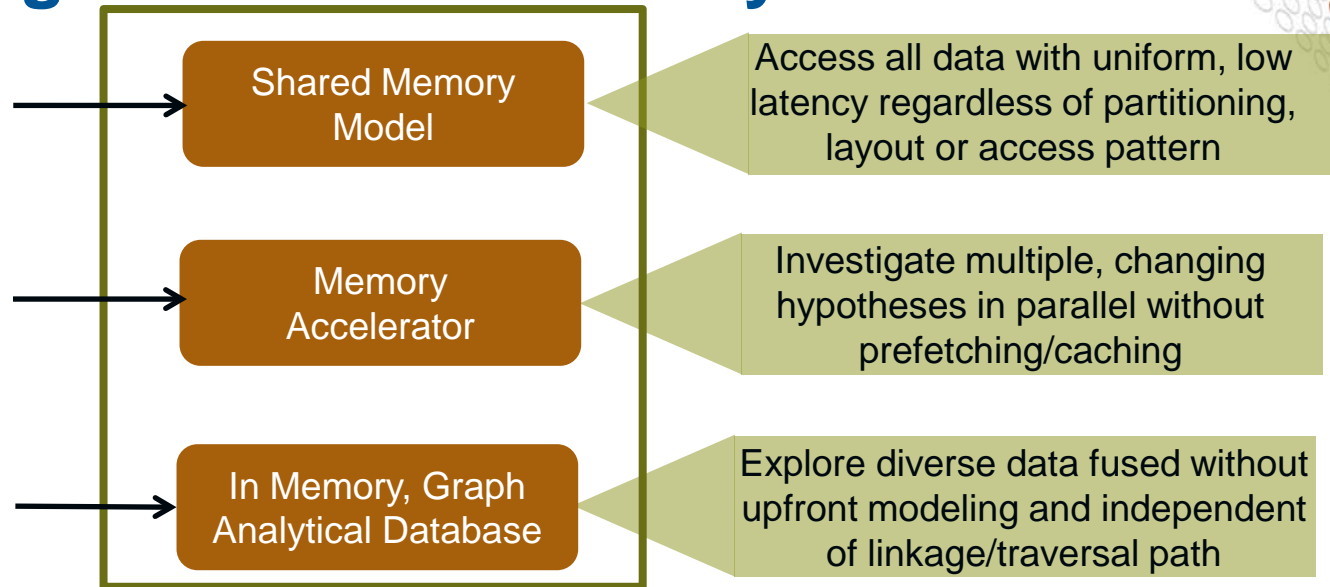 Shared Memory
Model
Access all data with uniform, low
latency regardless of partitioning,
layout or access pattern
Memory
Accelerator
Investigate multiple, changing
hypotheses in parallel without
prefetching/caching
In Memory, Graph
Analytical Database
Explore diverse data fused without
upfront modeling and independent
of linkage/traversal path